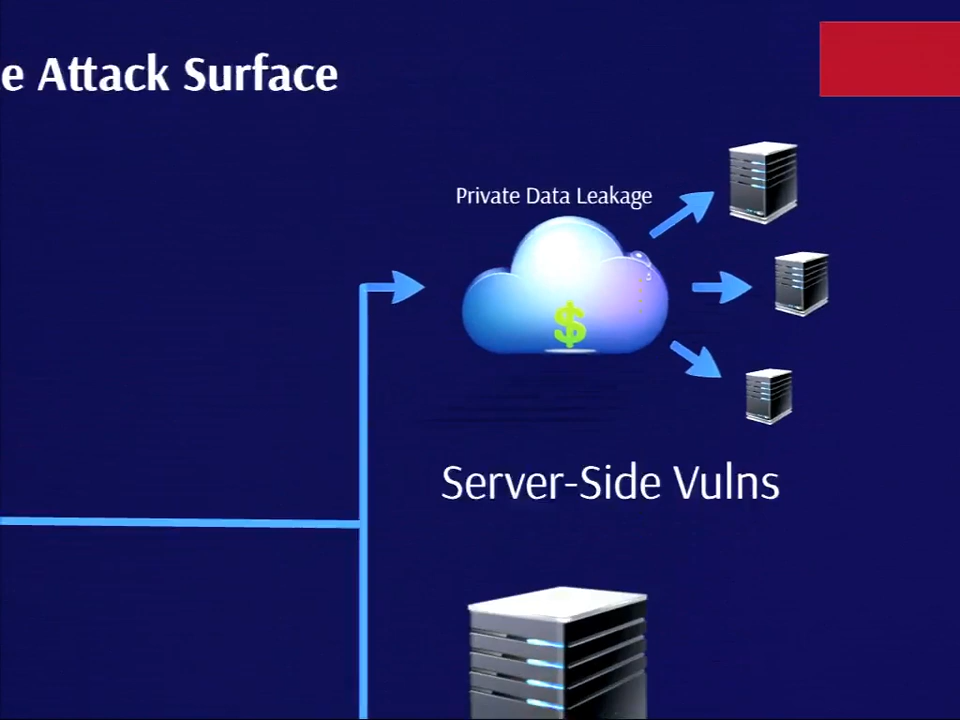 e Attack Surface
Private Data Leakage
$
Server-Side Vulns